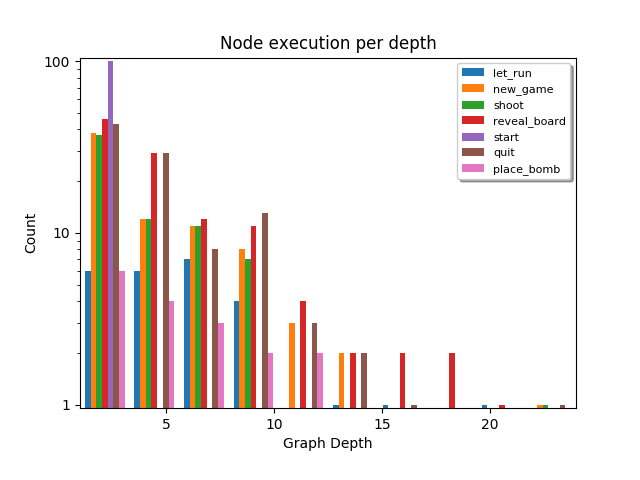 Node execution per depth
100
10
1
Count
let_run
new_game
shoot
reveal_board
start
quit
place_bomb
5
10
15
20
Graph Depth